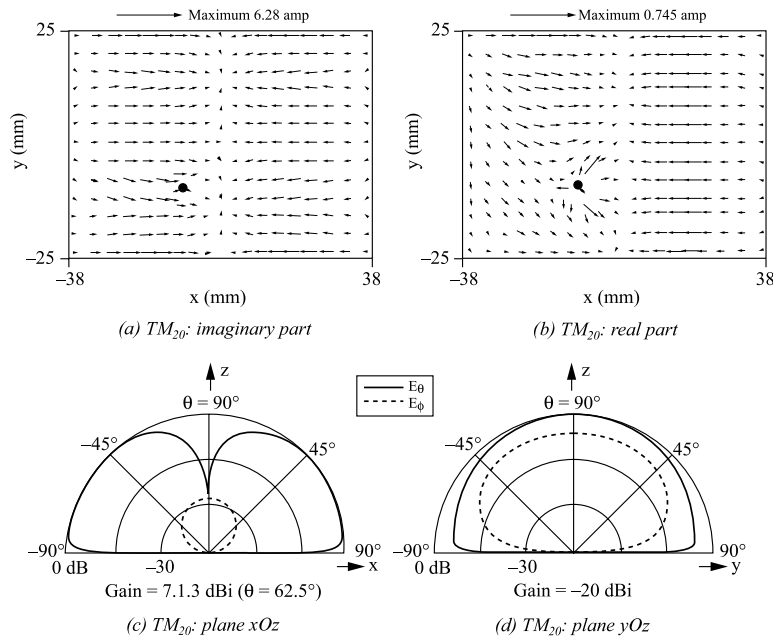 Maximum 6.28 amp
Maximum 0.745 amp
25
y (mm)
–25
–38
38
x (mm)
25
y (mm)
–25
–38
38
x (mm)
(a) TM20: imaginary part
(b) TM20: real part
z
θ = 90°
–45°
45°
–90°
90°
0 dB
–30
x
Gain = 7.1.3 dBi (θ = 62.5°)
Eθ
Eϕ
z
θ = 90°
–45°
45°
–90°
90°
0 dB
–30
y
Gain = –20 dBi
(c) TM20: plane xOz
(d) TM20: plane yOz